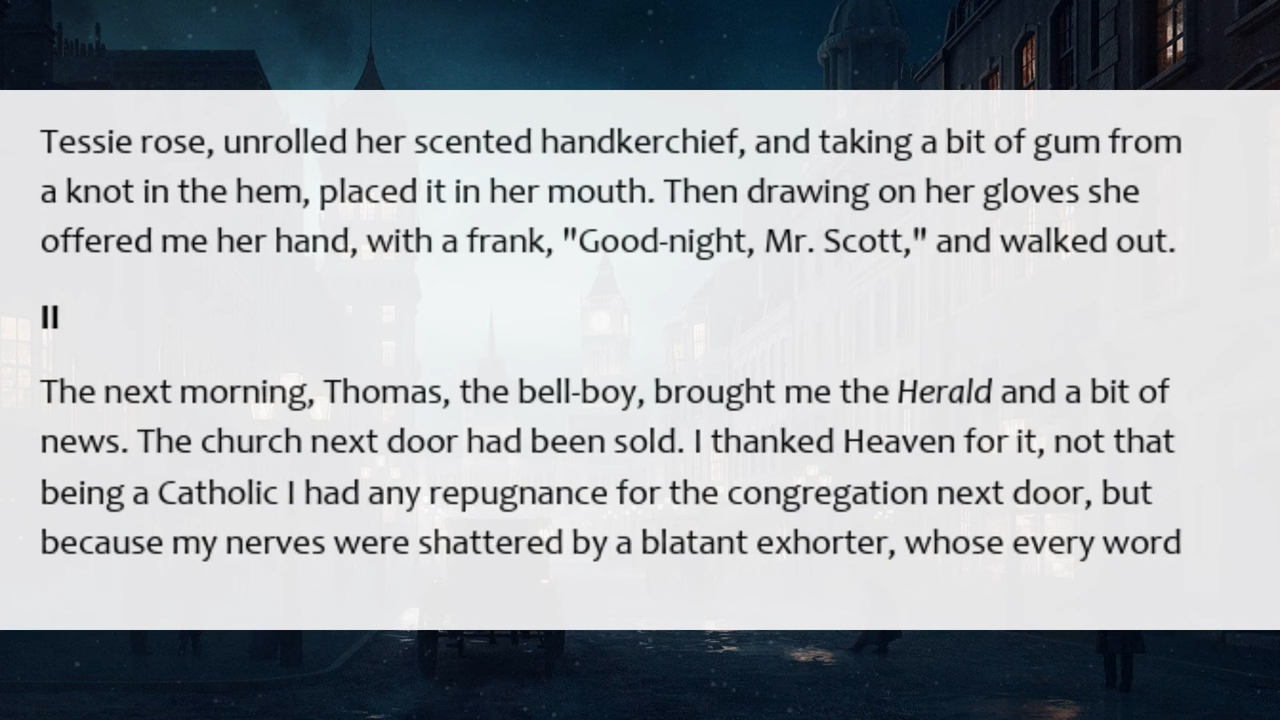 Tessie rose, unrolled her scented handkerchief, and taking a bit of gum from
a knot in the hem, placed it in her mouth. Then drawing on her gloves she
offered me her hand, with a frank, "Good-night, Mr. Scott," and walked out.
II
The next morning, Thomas, the bell-boy, brought me the Herald and a bit of
news. The church next door had been sold. I thanked Heaven for it, not that
being a Catholic I had any repugnance for the congregation next door, but
because my nerves were shattered by a blatant exhorter, whose every word